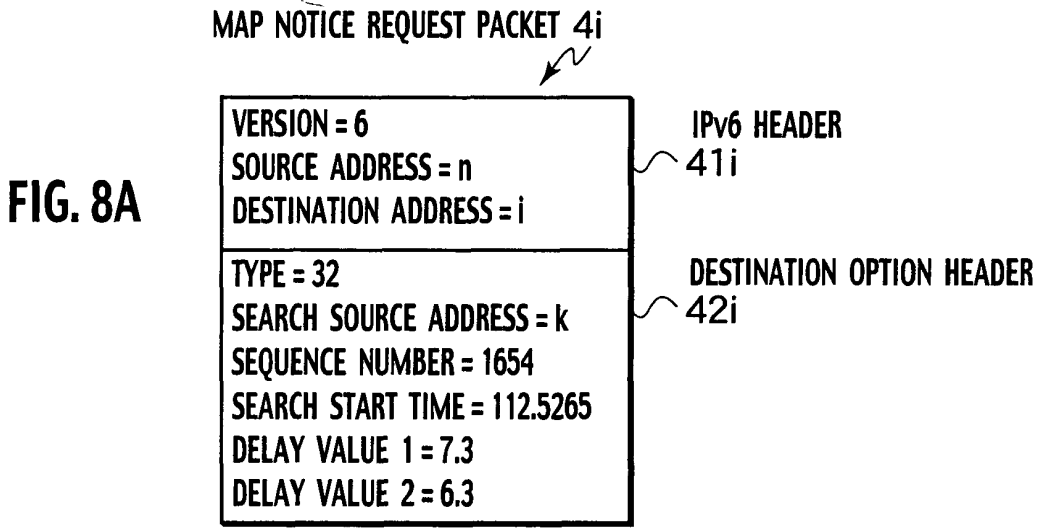 MAP NOTICE REQUEST PACKET 4i
FIG. 8A
VERSION = 6
SOURCE ADDRESS = n
DESTINATION ADDRESS = i
IPv6 HEADER
41i
TYPE = 32
SEARCH SOURCE ADDRESS = k
SEQUENCE NUMBER = 1654
SEARCH START TIME = 112.5265
DELAY VALUE 1 = 7.3
DELAY VALUE 2 = 6.3
DESTINATION OPTION HEADER
42i